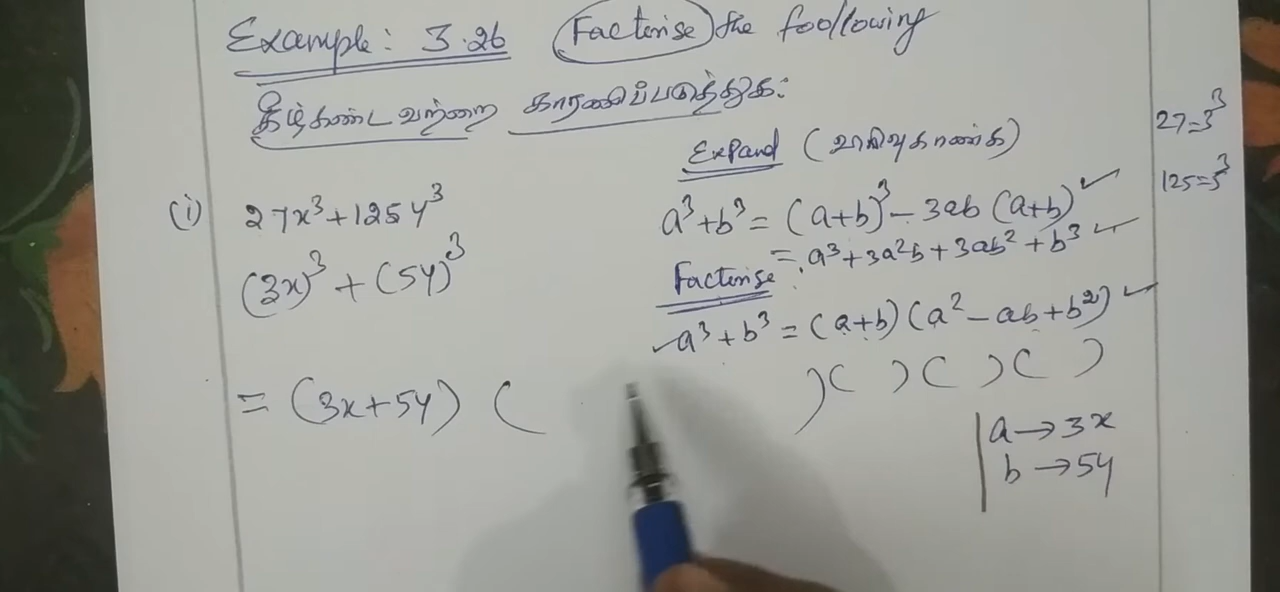 Example: 3.26 Factorise the foollowing
கீழ்கண்டவற்றை காரணிப்படுத்துக:
Expand (விரிவுகாண்க)
27=3³
125=5³
(i) 27x³+125y³
a³+b³ = (a+b)³ - 3ab (a+b) ✓
= a³+3a²b+3ab²+b³ ✓
(3x)³ + (5y)³
Factorise
✓a³+b³ = (a+b) (a²-ab+b²) ✓
= (3x+5y) ( )( ) ( ) ( )
a→3x
b→5y